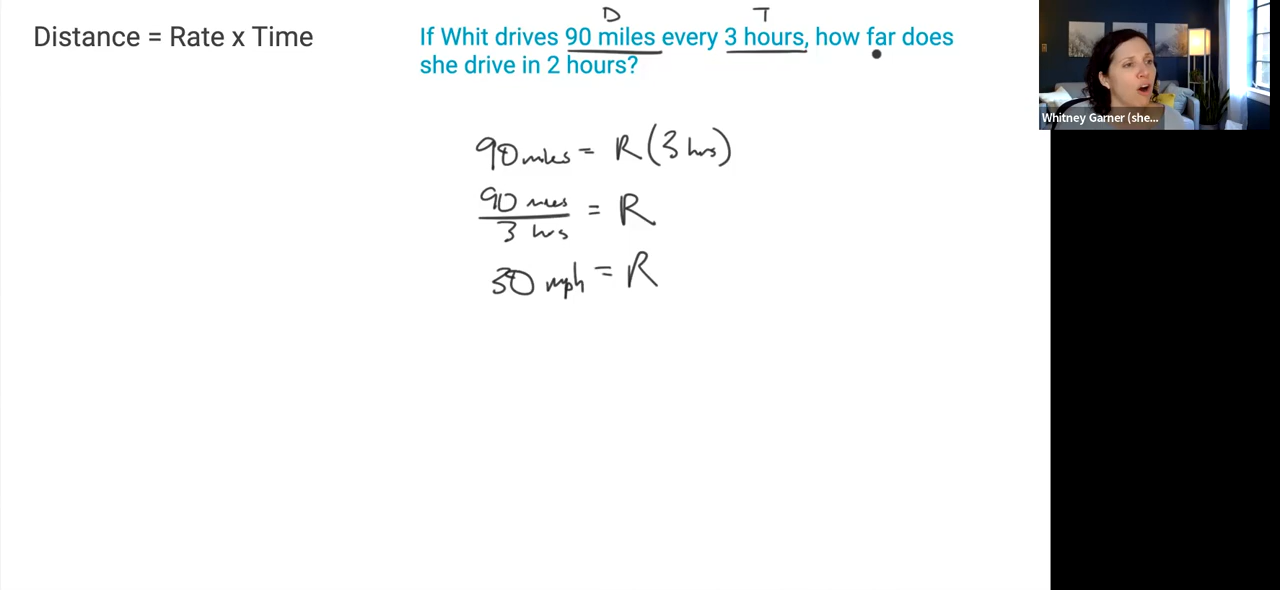 Distance = Rate x Time
D T
If Whit drives 90 miles every 3 hours, how far does
she drive in 2 hours?
Whitney Garner (she...
90 miles = R (3 hrs)
90 miles
3 hrs
= R
30 mph = R